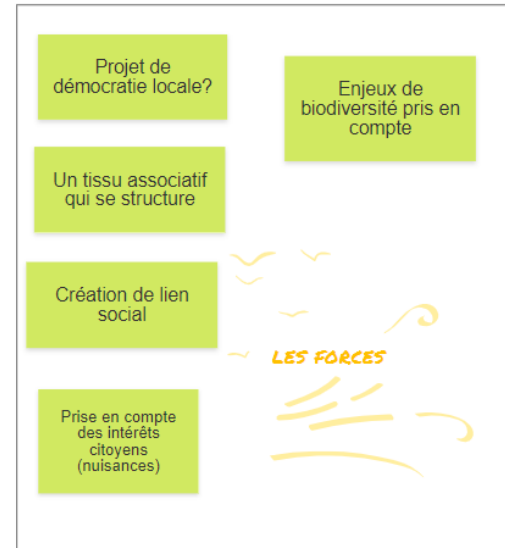 Projet de
démocratie locale?
Enjeux de
biodiversité pris en
compte
Un tissu associatif
qui se structure
Création de lien
social
LES FORCES
Prise en compte
des intérêts
citoyens
(nuisances)